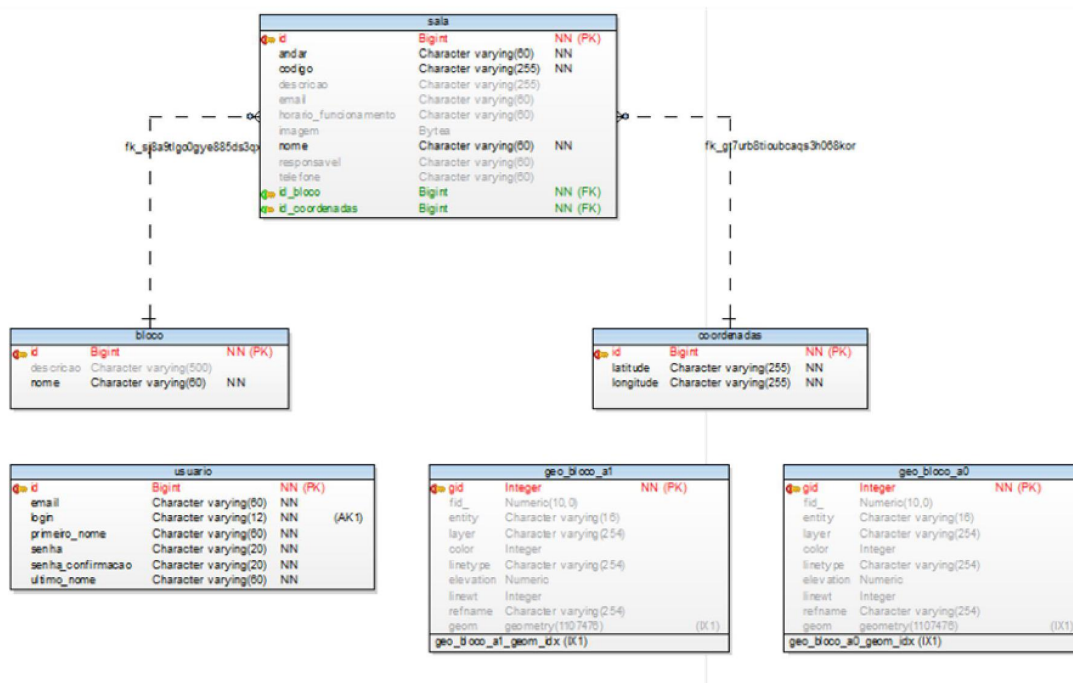 sala
id Bigint NN (PK)
andar Character varying(60) NN
codigo Character varying(255) NN
descricao Character varying(255)
email Character varying(60)
horario_funcionamento Character varying(60)
imagem Bytea
nome Character varying(60) NN
responsavel Character varying(60)
telefone Character varying(60)
id_bloco Bigint NN (FK)
id_coordenadas Bigint NN (FK)
bloco
id Bigint NN (PK)
descricao Character varying(500)
nome Character varying(60) NN
coordenadas
id Bigint NN (PK)
latitude Character varying(255) NN
longitude Character varying(255) NN
usuario
id Bigint NN (PK)
email Character varying(60) NN
login Character varying(12) NN (AK1)
primeiro_nome Character varying(60) NN
senha Character varying(20) NN
senha_confirmacao Character varying(20) NN
ultimo_nome Character varying(60) NN
geo_bloco_a1
gid Integer NN (PK)
fid_ Numeric(10,0)
entity Character varying(16)
layer Character varying(254)
color Integer
linetype Character varying(254)
elevation Numeric
linewt Integer
refname Character varying(254)
geom geometry(1107476) (IX1)
geo_bloco_a1_geom_idx (IX1)
geo_bloco_a0
gid Integer NN (PK)
fid_ Numeric(10,0)
entity Character varying(16)
layer Character varying(254)
color Integer
linetype Character varying(254)
elevation Numeric
linewt Integer
refname Character varying(254)
geom geometry(1107476) (IX1)
geo_bloco_a0_geom_idx (IX1)